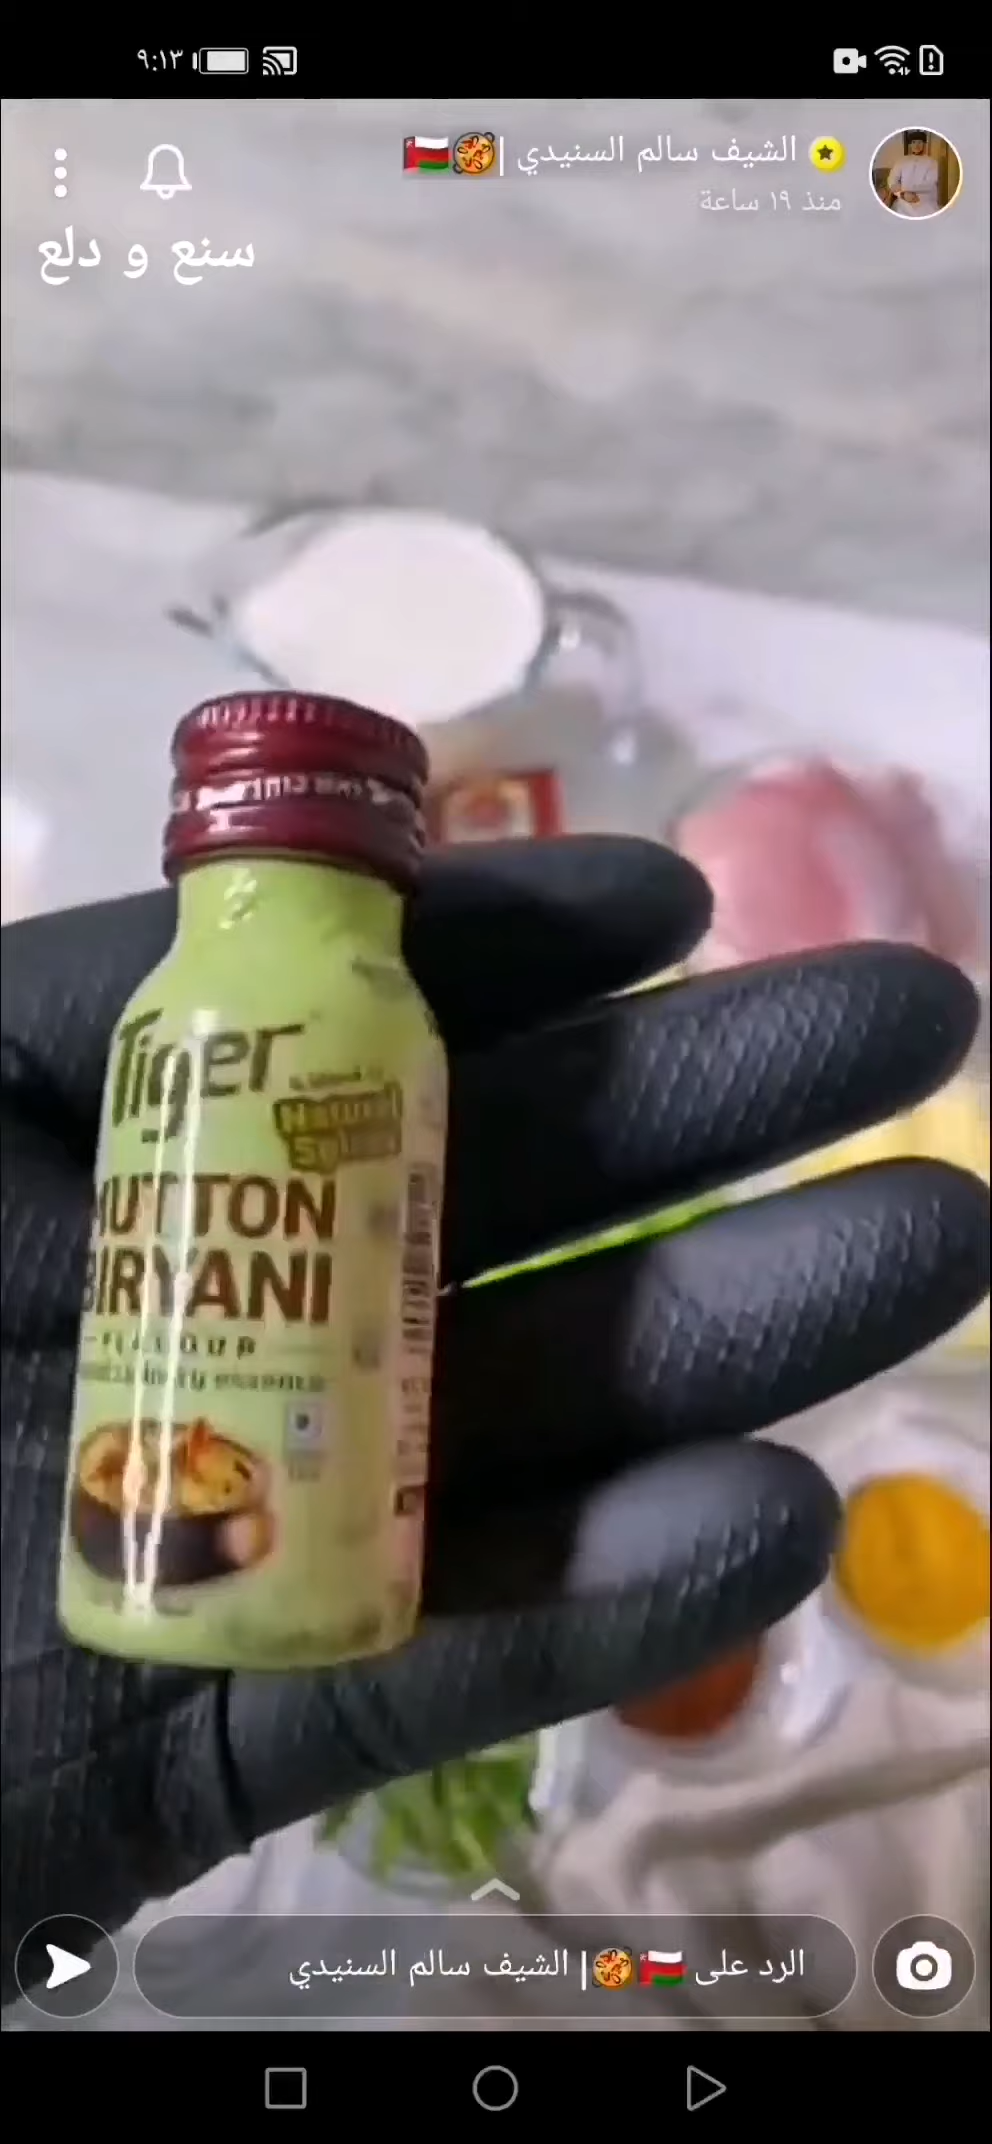 ٩:١٣
الشيف سالم السنيدي |
منذ ١٩ ساعة
سنع و دلع
Tiger
Natural
MUTTON
BIRYANI
FLAVOUR
الرد على | الشيف سالم السنيدي